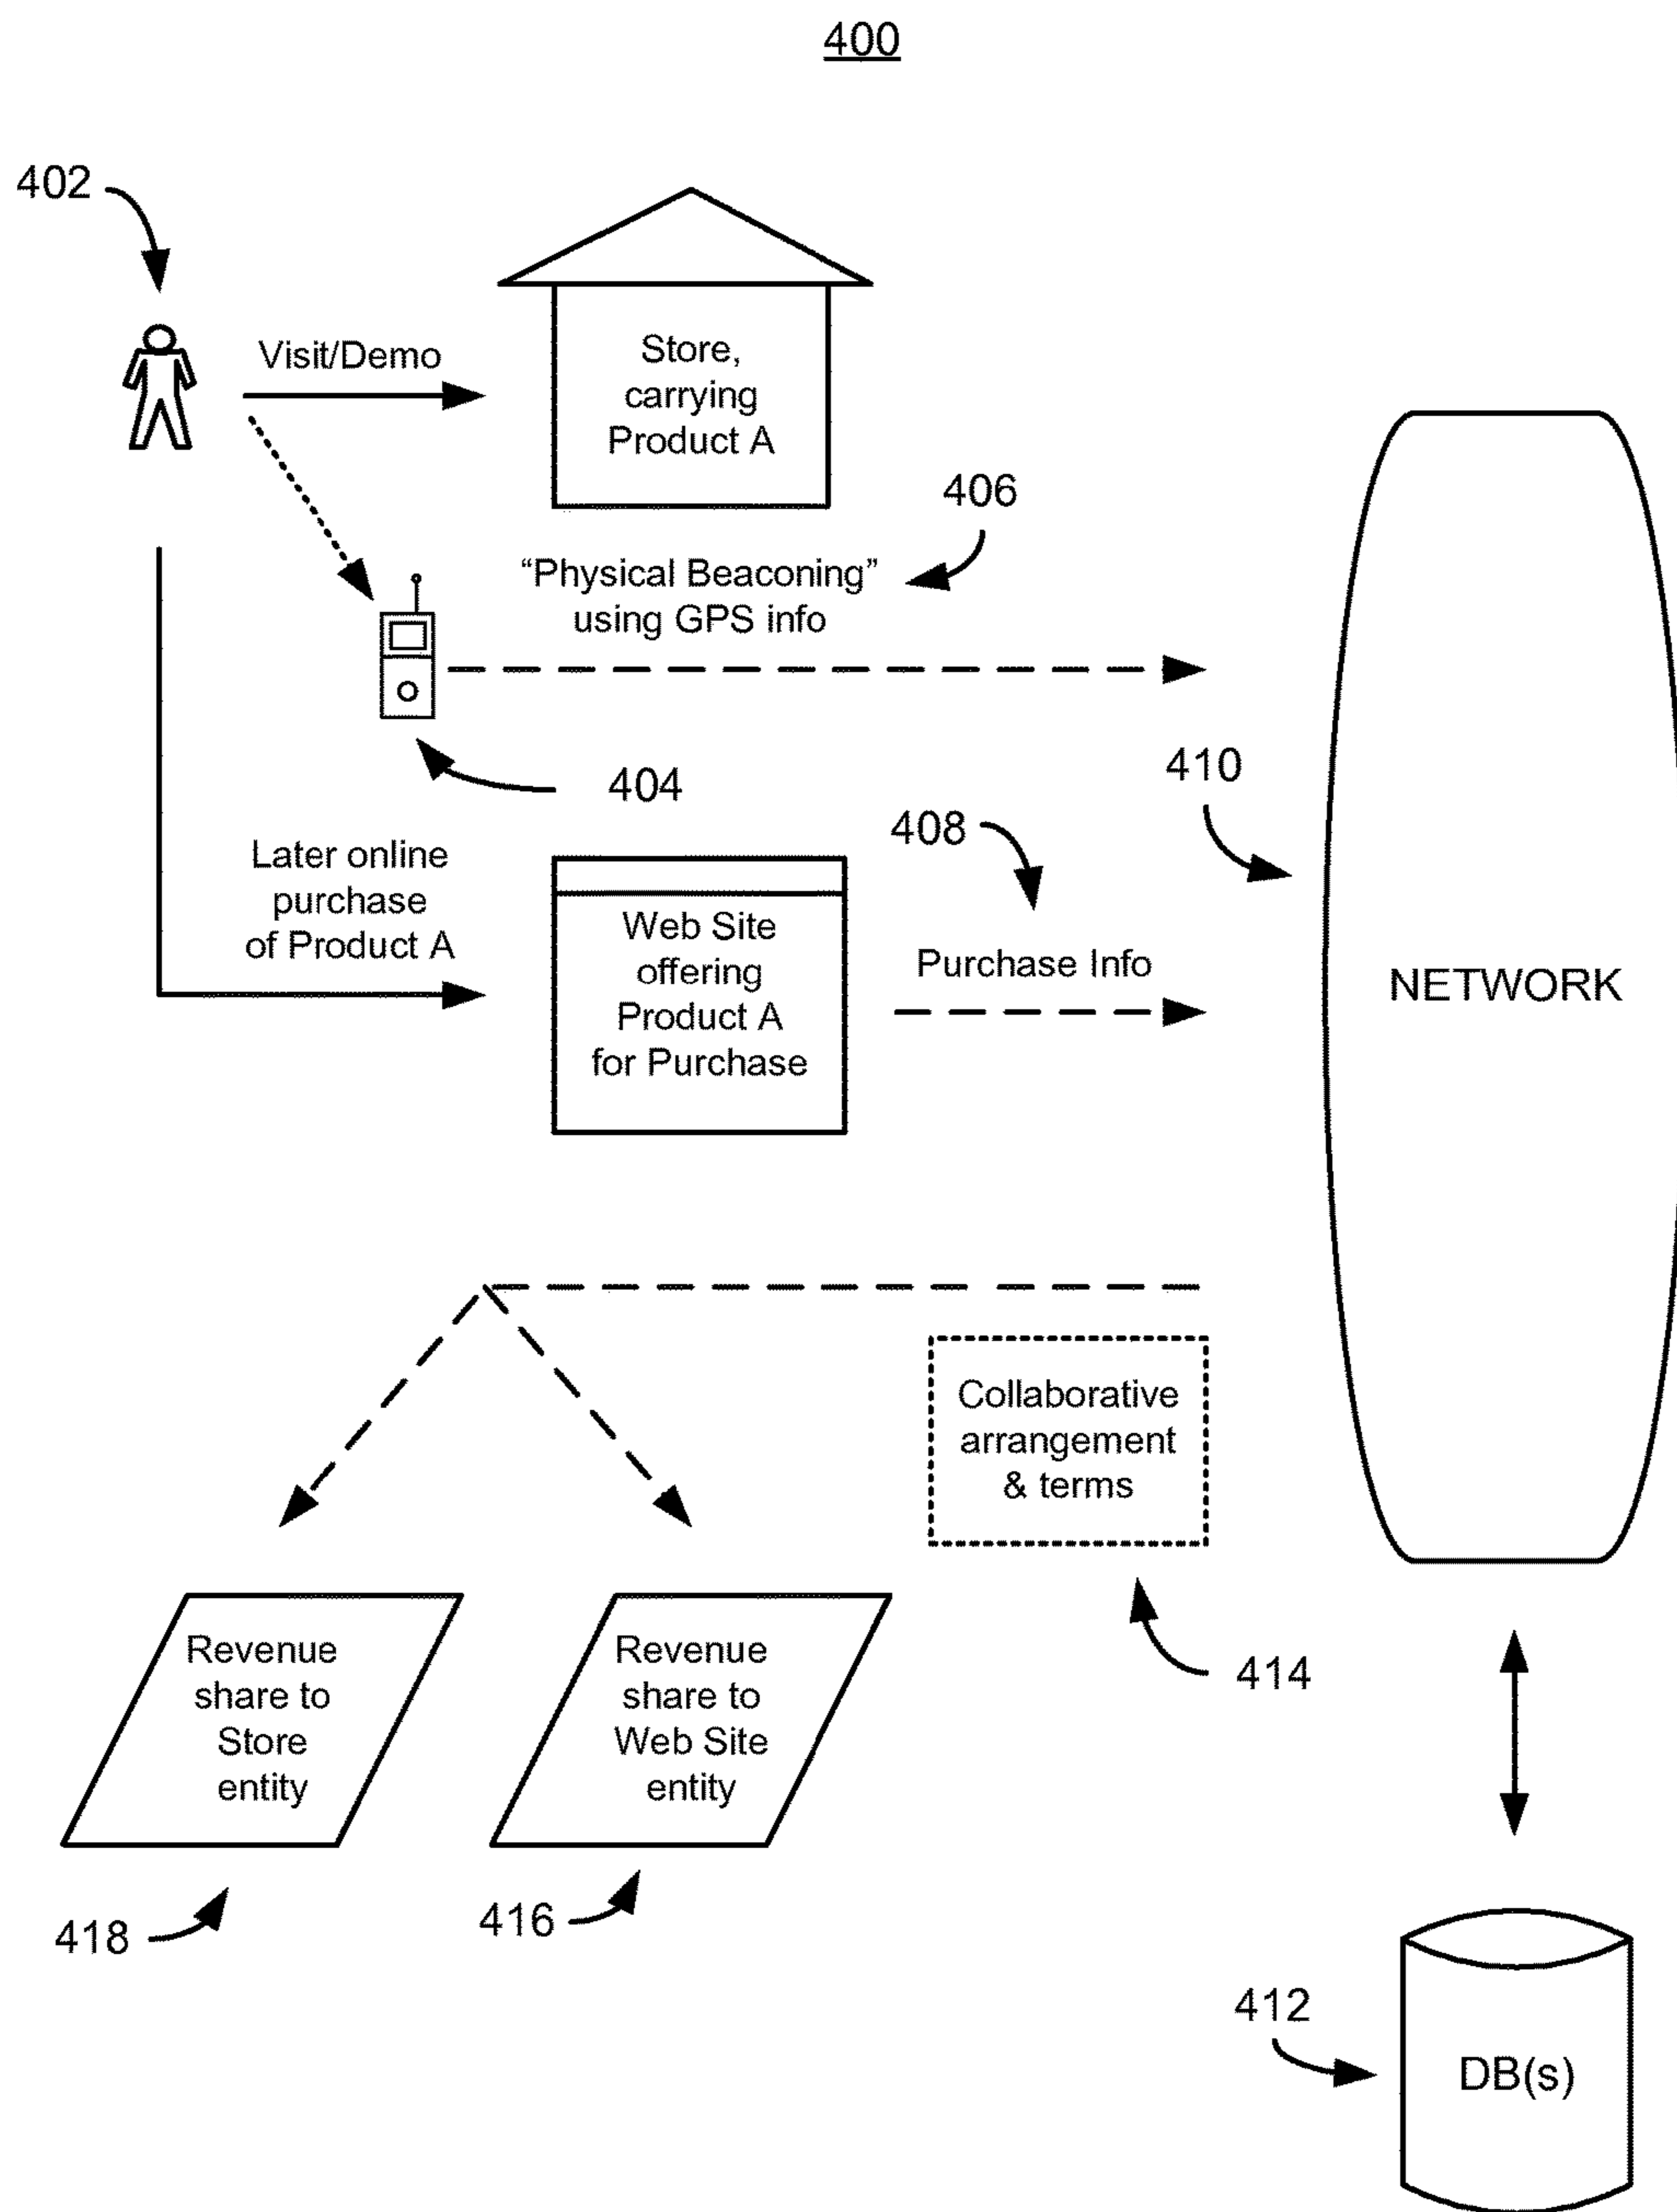 400
402
Visit/Demo
Store,
carrying
Product A
406
“Physical Beaconing”
using GPS info
404
410
408
Later online
purchase
of Product A
Web Site
offering
Product A
for Purchase
Purchase Info
NETWORK
Collaborative
arrangement
& terms
414
Revenue
share to
Store
entity
Revenue
share to
Web Site
entity
418
416
412
DB(s)